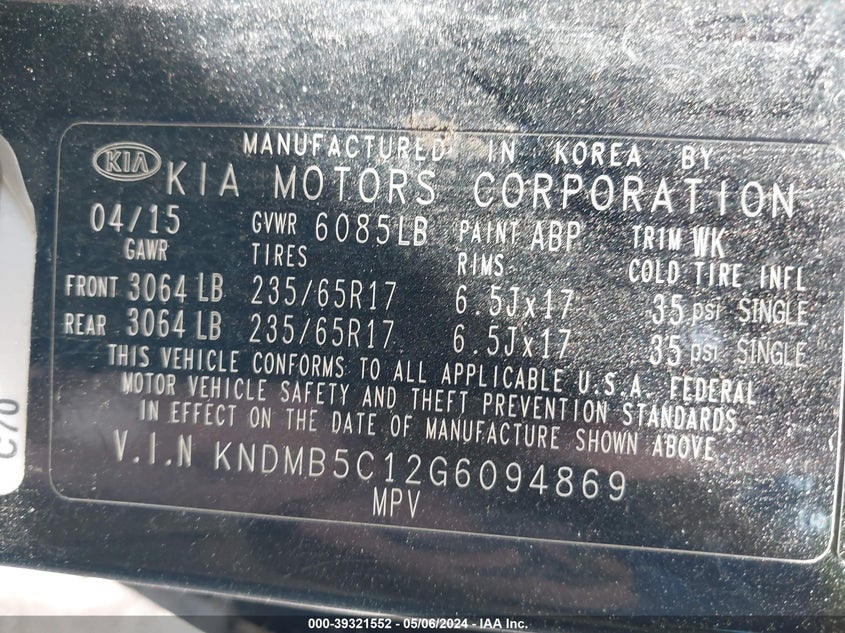 MANUFACTURED IN KOREA BY
KIA KIA MOTORS CORPORATION
04/15 GVWR 6085LB PAINT ABP TRIM WK
GAWR TIRES RIMS COLD TIRE INFL
FRONT 3064 LB 235/65R17 6.5Jx17 35 psi SINGLE
REAR 3064 LB 235/65R17 6.5Jx17 35 psi SINGLE
THIS VEHICLE CONFORMS TO ALL APPLICABLE U.S.A. FEDERAL
MOTOR VEHICLE SAFETY AND THEFT PREVENTION STANDARDS
IN EFFECT ON THE DATE OF MANUFACTURE SHOWN ABOVE.
V.I.N KNDMB5C12G6094869
MPV
C70
000-39321552 - 05/06/2024 - IAA Inc.